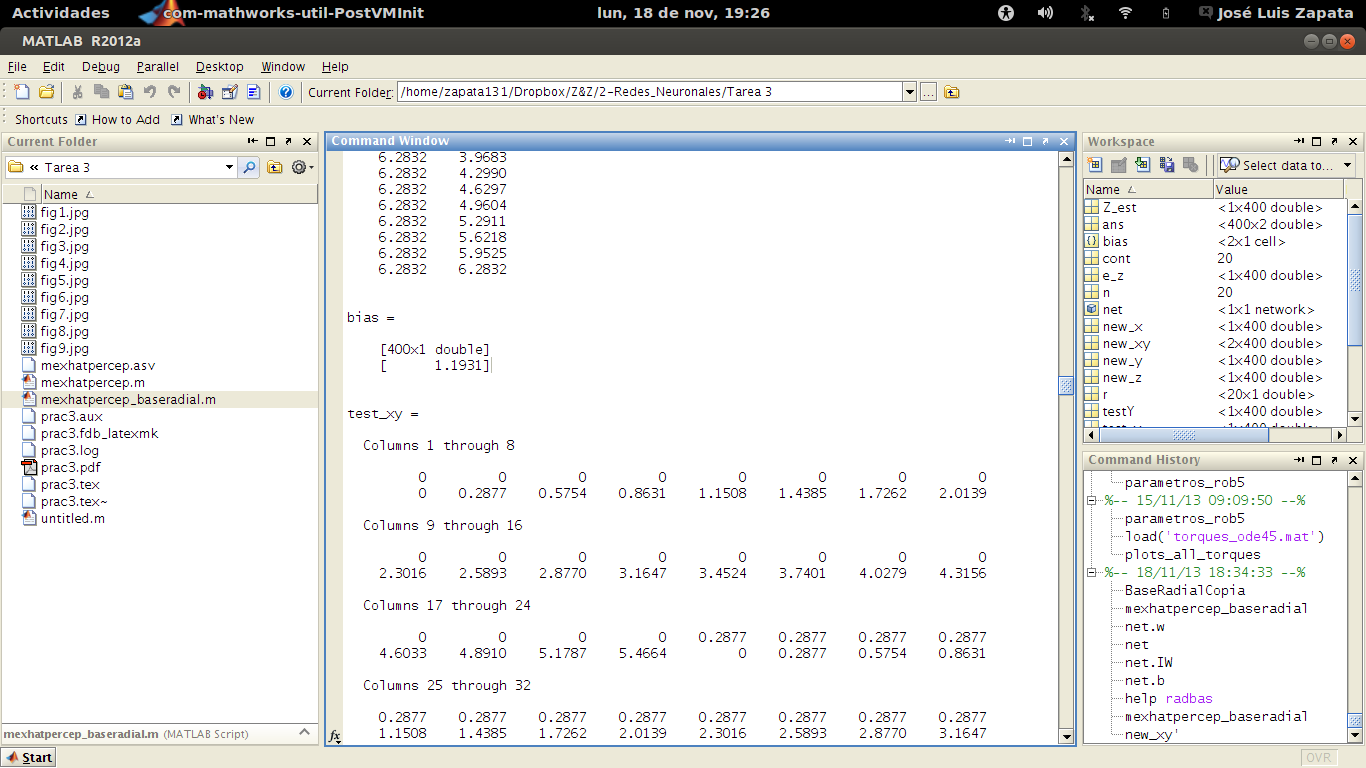 Actividades com-mathworks-util-PostVMInit lun, 18 de nov, 19:26 José Luis Zapata
MATLAB R2012a
File Edit Debug Parallel Desktop Window Help
Current Folder: /home/zapata131/Dropbox/Z&Z/2-Redes_Neuronales/Tarea 3 ...
Shortcuts How to Add What's New
Current Folder
« Tarea 3
Name
fig1.jpg
fig2.jpg
fig3.jpg
fig4.jpg
fig5.jpg
fig6.jpg
fig7.jpg
fig8.jpg
fig9.jpg
mexhatpercep.asv
mexhatpercep.m
mexhatpercep_baseradial.m
prac3.aux
prac3.fdb_latexmk
prac3.log
prac3.pdf
prac3.tex
prac3.tex~
untitled.m
mexhatpercep_baseradial.m (MATLAB Script)
Start
Command Window
6.2832 3.9683
6.2832 4.2990
6.2832 4.6297
6.2832 4.9604
6.2832 5.2911
6.2832 5.6218
6.2832 5.9525
6.2832 6.2832
bias =
[400x1 double]
[ 1.1931]
test_xy =
Columns 1 through 8
0 0 0 0 0 0 0 0
0 0.2877 0.5754 0.8631 1.1508 1.4385 1.7262 2.0139
Columns 9 through 16
0 0 0 0 0 0 0 0
2.3016 2.5893 2.8770 3.1647 3.4524 3.7401 4.0279 4.3156
Columns 17 through 24
0 0 0 0 0.2877 0.2877 0.2877 0.2877
4.6033 4.8910 5.1787 5.4664 0 0.2877 0.5754 0.8631
Columns 25 through 32
0.2877 0.2877 0.2877 0.2877 0.2877 0.2877 0.2877 0.2877
1.1508 1.4385 1.7262 2.0139 2.3016 2.5893 2.8770 3.1647
fx
Workspace
Select data to...
Name Value
Z_est <1x400 double>
ans <400x2 double>
bias <2x1 cell>
cont 20
e_z <1x400 double>
n 20
net <1x1 network>
new_x <1x400 double>
new_xy <2x400 double>
new_y <1x400 double>
new_z <1x400 double>
r <20x1 double>
testY <1x400 double>
Command History
parametros_rob5
%-- 15/11/13 09:09:50 --%
parametros_rob5
load('torques_ode45.mat')
plots_all_torques
%-- 18/11/13 18:34:33 --%
BaseRadialCopia
mexhatpercep_baseradial
net.w
net
net.IW
net.b
help radbas
mexhatpercep_baseradial
new_xy'
OVR